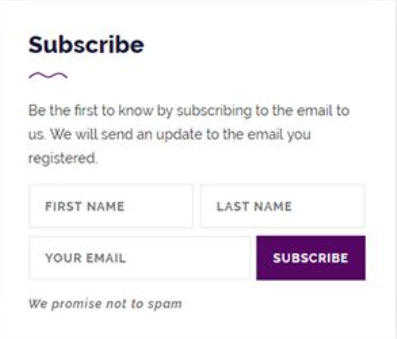 Subscribe
Be the first to know by subscribing to the email to
us. We will send an update to the email you
registered.
FIRST NAME
LAST NAME
YOUR EMAIL
SUBSCRIBE
We promise not to spam